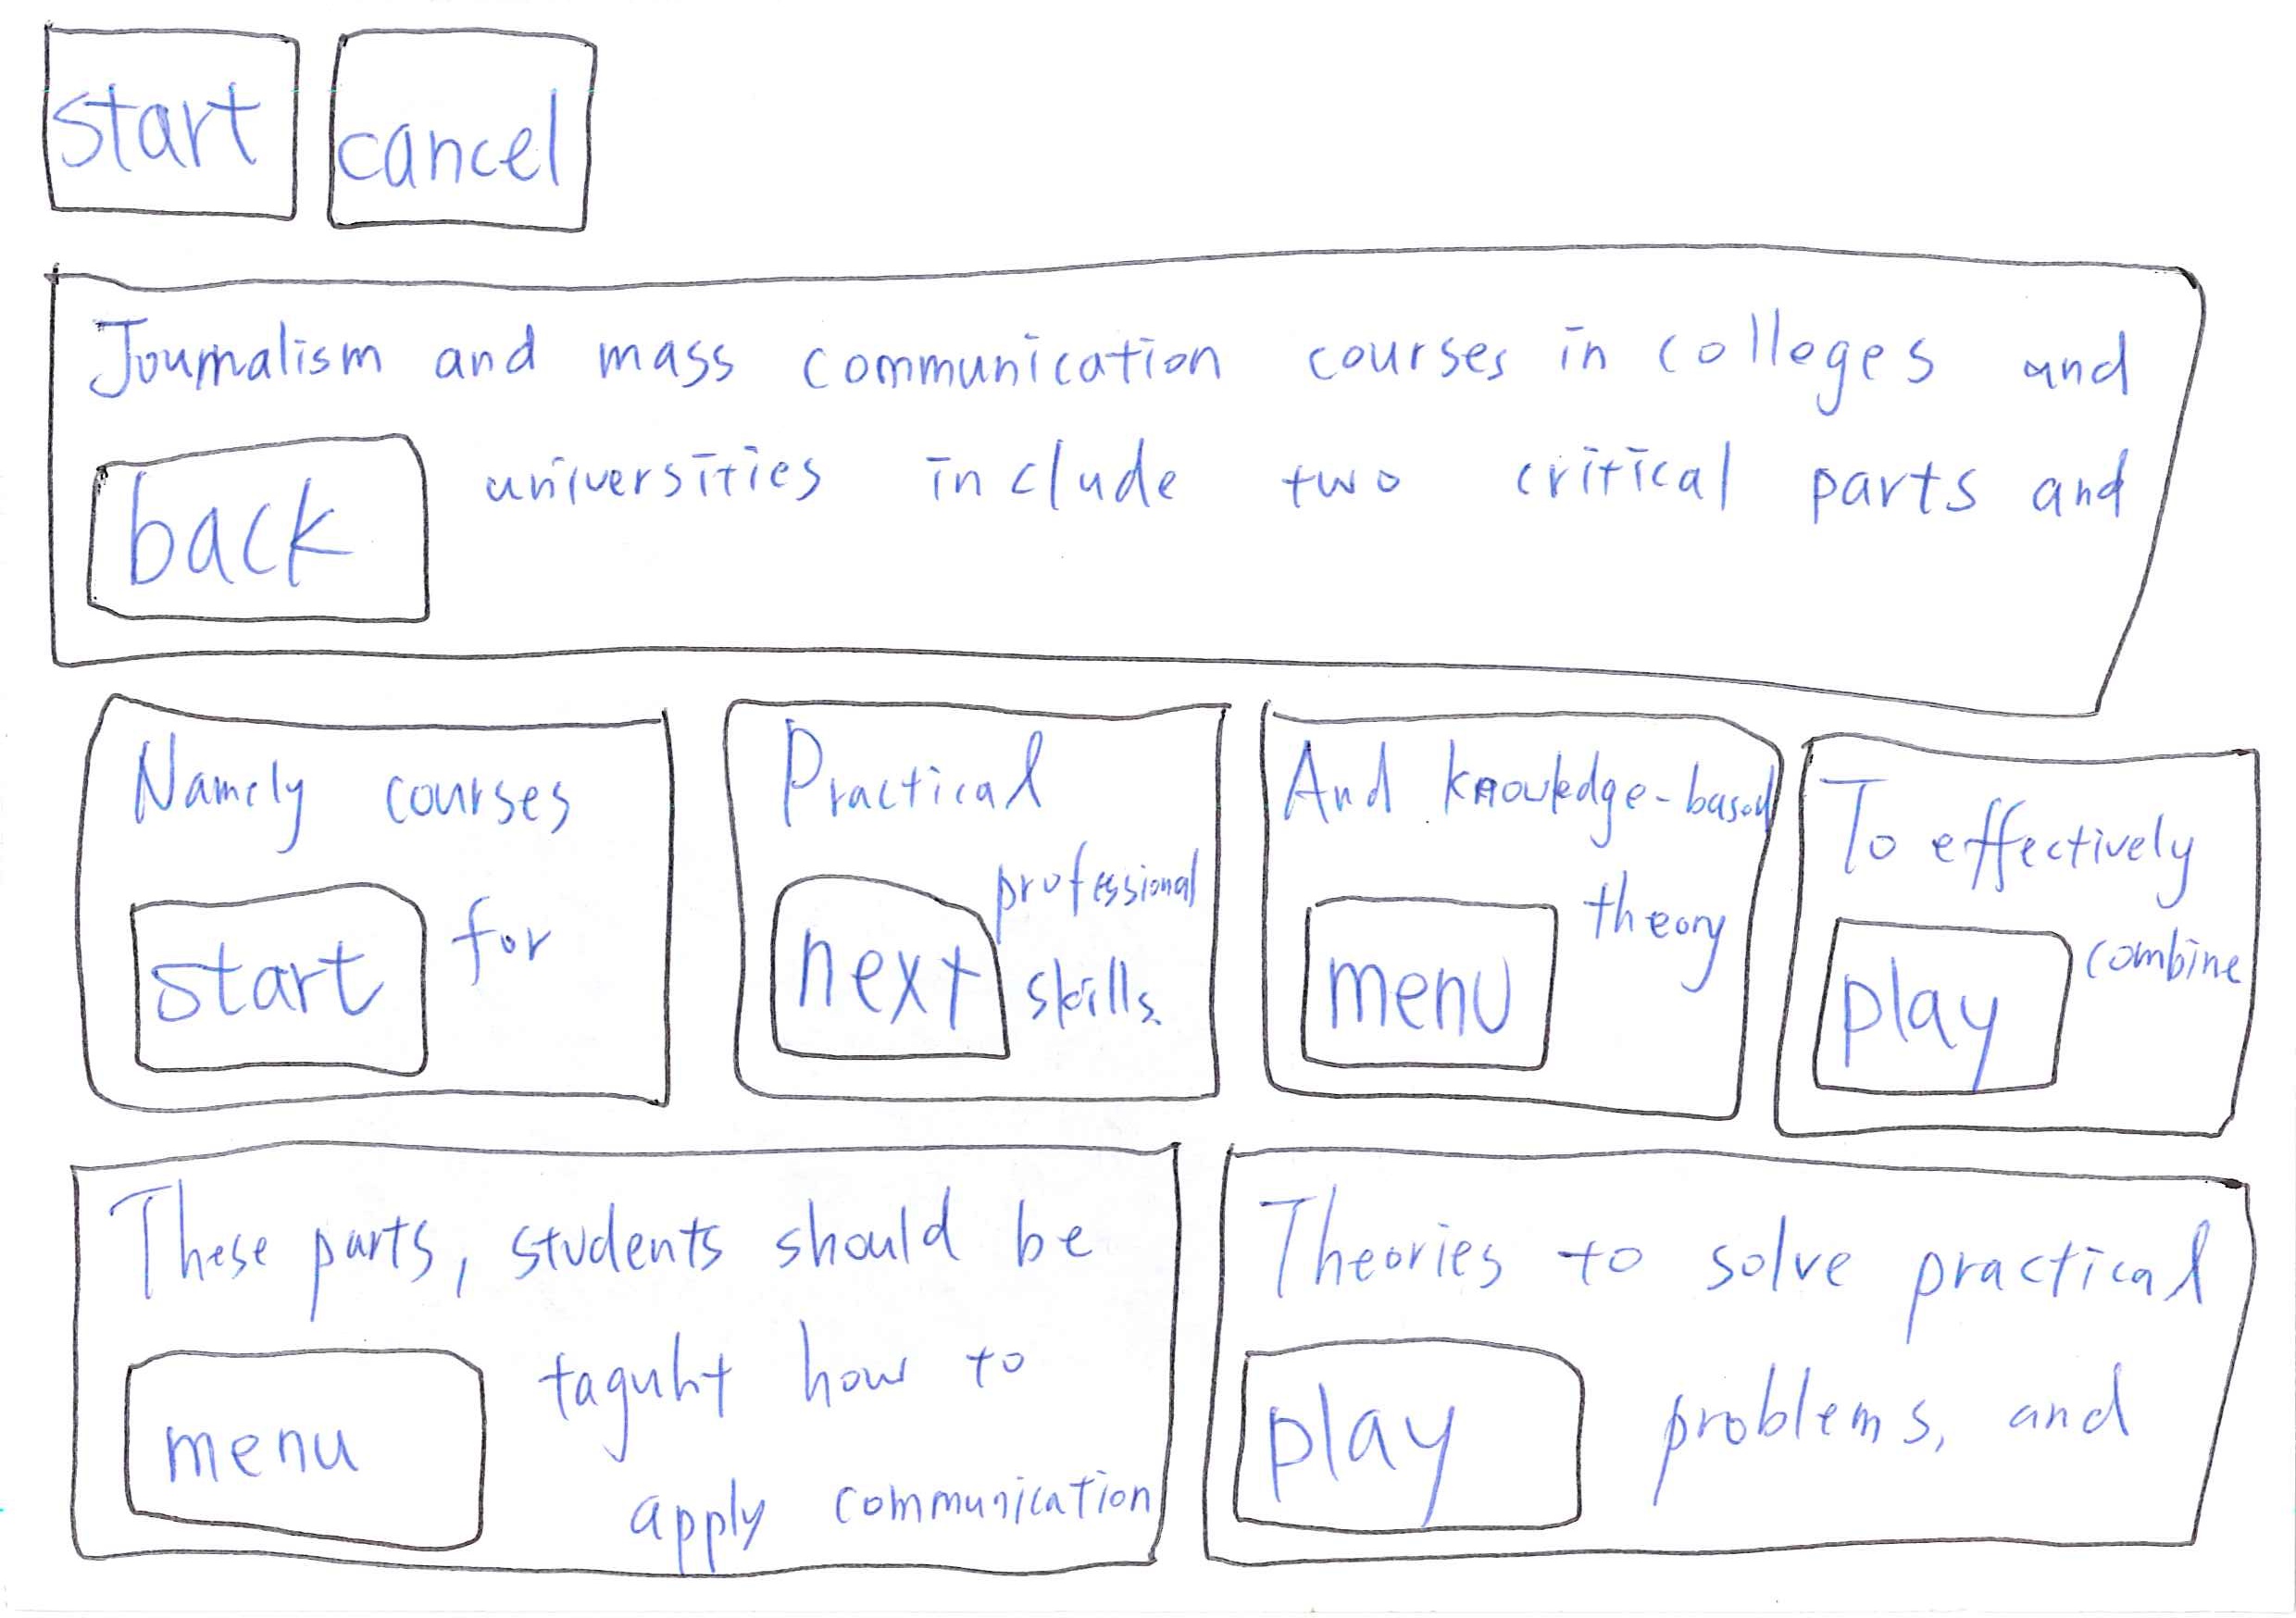 start
cancel
Journalism and mass communication courses in colleges and
back
universities include two critical parts and
Namely courses
start
for
Practical
professional
next
skills.
And knowledge-based
theory
menu
To effectively
combine
play
These parts, students should be
taguht how to
menu
apply communication
Theories to solve practical
play
problems, and